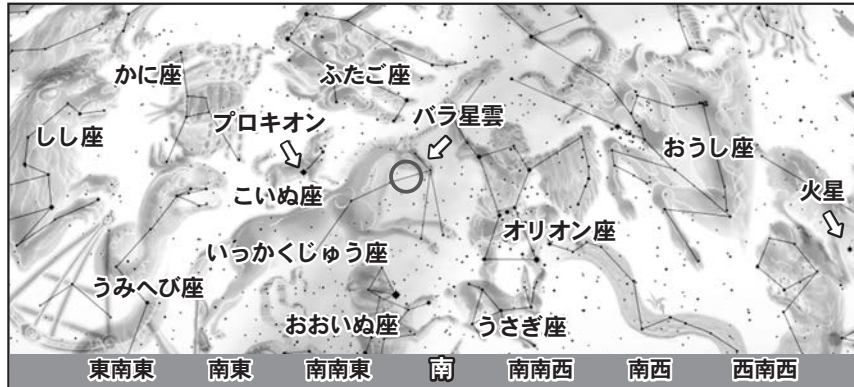 かに座
ふたご座
プロキオン
バラ星雲
しし座
おうし座
こいぬ座
火星
オリオン座
いっかくじゅう座
うみへび座
おおいぬ座
うさぎ座
東南東 南東 南南東 南 南南西 南西 西南西